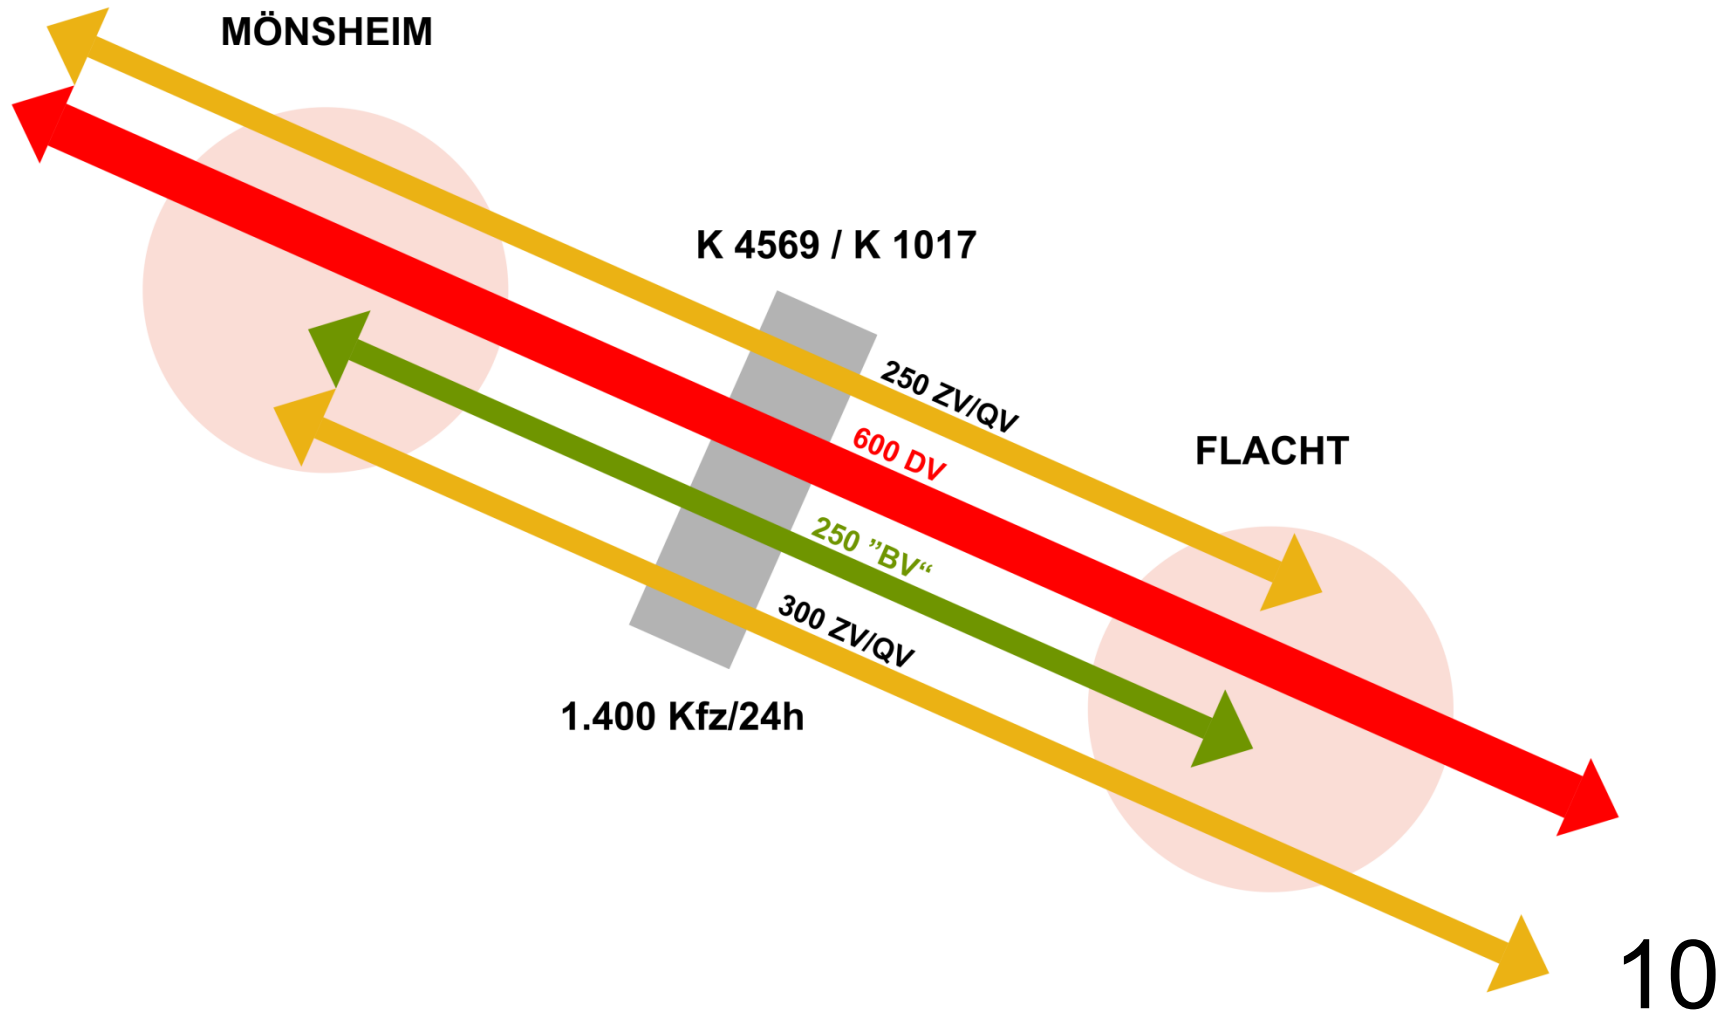 MÖNSHEIM
K 4569 / K 1017
250 ZV/QV
600 DV
FLACHT
250 ”BV“
300 ZV/QV
1.400 Kfz/24h
10